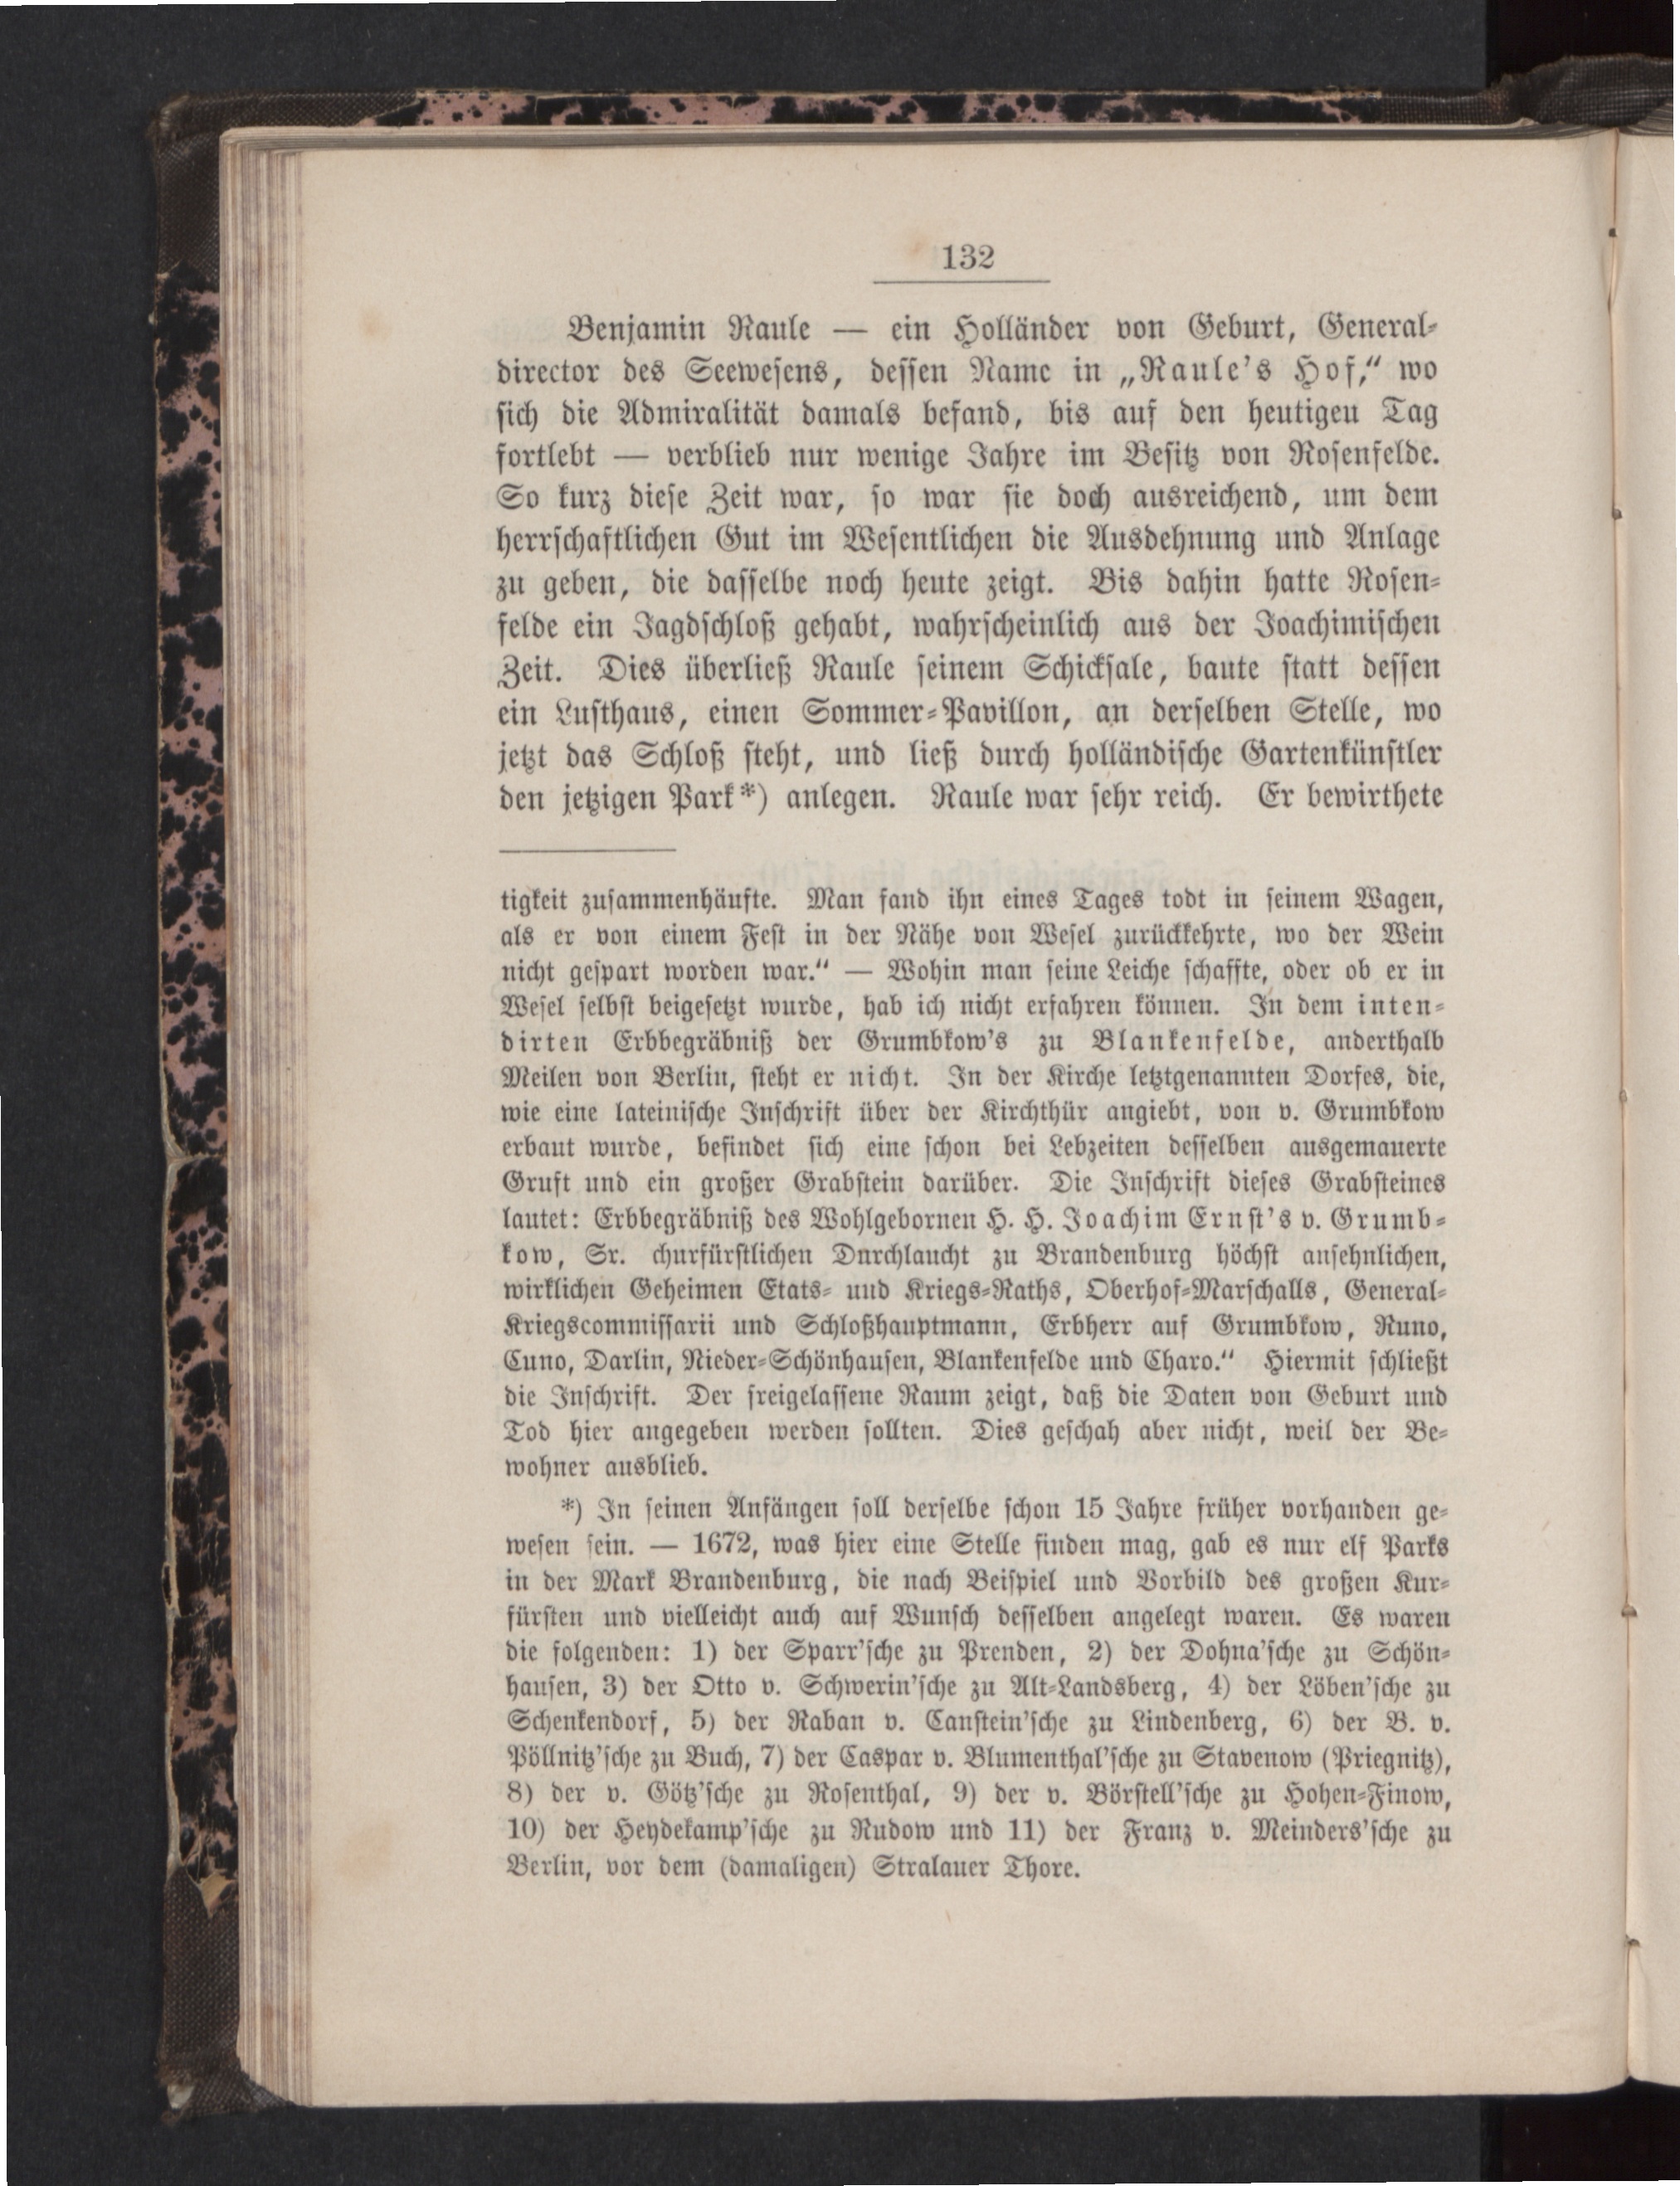 132
Benjamin Raule — ein Holländer von Geburt, General-
director des Seewesens, dessen Name in „Raule's Hof,“ wo
sich die Admiralität damals befand, bis auf den heutigen Tag
fortlebt — verblieb nur wenige Jahre im Besitz von Rosenfelde.
So kurz diese Zeit war, so war sie doch ausreichend, um dem
herrschaftlichen Gut im Wesentlichen die Ausdehnung und Anlage
zu geben, die dasselbe noch heute zeigt. Bis dahin hatte Rosen-
felde ein Jagdschloß gehabt, wahrscheinlich aus der Joachimischen
Zeit. Dies überließ Raule seinem Schicksale, baute statt dessen
ein Lusthaus, einen Sommer-Pavillon, an derselben Stelle, wo
jetzt das Schloß steht, und ließ durch holländische Gartenkünstler
den jetzigen Park*) anlegen. Raule war sehr reich. Er bewirthete
tigkeit zusammenhäufte. Man fand ihn eines Tages todt in seinem Wagen,
als er von einem Fest in der Nähe von Wesel zurückkehrte, wo der Wein
nicht gespart worden war.“ — Wohin man seine Leiche schaffte, oder ob er in
Wesel selbst beigesetzt wurde, hab ich nicht erfahren können. In dem inten-
dirten Erbbegräbniß der Grumbkow's zu Blankenfelde, anderthalb
Meilen von Berlin, steht er nicht. In der Kirche letztgenannten Dorfes, die,
wie eine lateinische Inschrift über der Kirchthür angiebt, von v. Grumbkow
erbaut wurde, befindet sich eine schon bei Lebzeiten desselben ausgemauerte
Gruft und ein großer Grabstein darüber. Die Inschrift dieses Grabsteines
lautet: Erbbegräbniß des Wohlgebornen H. H. Joachim Ernst's v. Grumb-
kow, Sr. churfürstlichen Durchlaucht zu Brandenburg höchst ansehnlichen,
wirklichen Geheimen Etats- und Kriegs-Raths, Oberhof-Marschalls, General-
Kriegscommissarii und Schloßhauptmann, Erbherr auf Grumbkow, Runo,
Cuno, Darlin, Nieder-Schönhausen, Blankenfelde und Charo.“ Hiermit schließt
die Inschrift. Der freigelassene Raum zeigt, daß die Daten von Geburt und
Tod hier angegeben werden sollten. Dies geschah aber nicht, weil der Be-
wohner ausblieb.
*) In seinen Anfängen soll derselbe schon 15 Jahre früher vorhanden ge-
wesen sein. — 1672, was hier eine Stelle finden mag, gab es nur elf Parks
in der Mark Brandenburg, die nach Beispiel und Vorbild des großen Kur-
fürsten und vielleicht auch auf Wunsch desselben angelegt waren. Es waren
die folgenden: 1) der Sparr'sche zu Prenden, 2) der Dohna'sche zu Schön-
hausen, 3) der Otto v. Schwerin'sche zu Alt-Landsberg, 4) der Löben'sche zu
Schenkendorf, 5) der Raban v. Canstein'sche zu Lindenberg, 6) der B. v.
Pöllnitz'sche zu Buch, 7) der Caspar v. Blumenthal'sche zu Stavenow (Priegnitz),
8) der v. Götz'sche zu Rosenthal, 9) der v. Börstell'sche zu Hohen-Finow,
10) der Heydekamp'sche zu Rudow und 11) der Franz v. Meinders'sche zu
Berlin, vor dem (damaligen) Stralauer Thore.